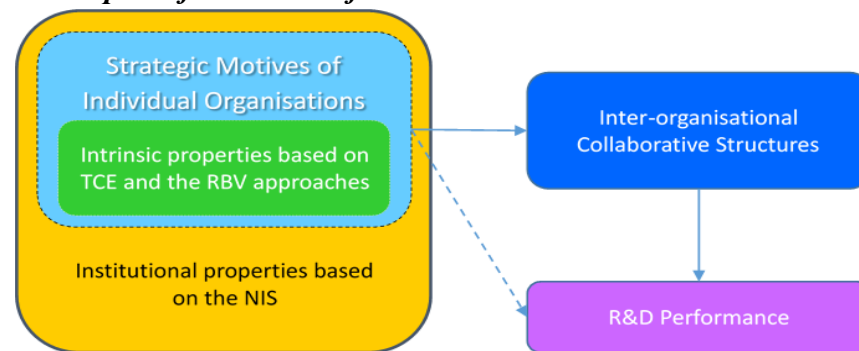 Strategic Motives of
Individual Organisations
Intrinsic properties based on
TCE and the RBV approaches
Institutional properties based
on the NIS
Inter-organisational
Collaborative Structures
R&D Performance